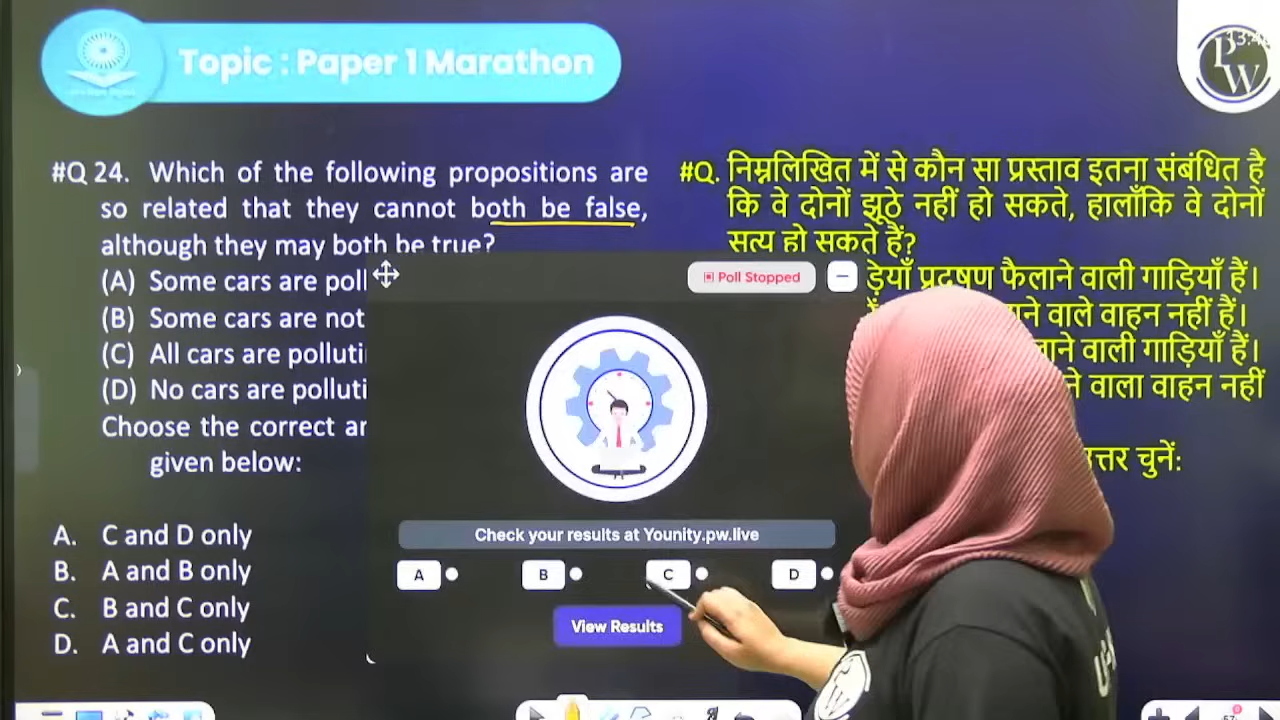 Topic : Paper 1 Marathon
PW
#Q 24. Which of the following propositions are
so related that they cannot both be false,
although they may both be true?
(A) Some cars are poll
(B) Some cars are not
(C) All cars are polluti
(D) No cars are polluti
Choose the correct an
given below:
A. C and D only
B. A and B only
C. B and C only
D. A and C only
#Q. निम्नलिखित में से कौन सा प्रस्ताव इतना संबंधित है
कि वे दोनों झूठे नहीं हो सकते, हालाँकि वे दोनों
सत्य हो सकते हैं?
ड़ियाँ प्रदूषण फैलाने वाली गाड़ियाँ हैं।
ाने वाले वाहन नहीं हैं।
लाने वाली गाड़ियाँ हैं।
ने वाला वाहन नहीं
त्तर चुनें:
Poll Stopped
Check your results at Younity.pw.live
A
B
C
D
View Results